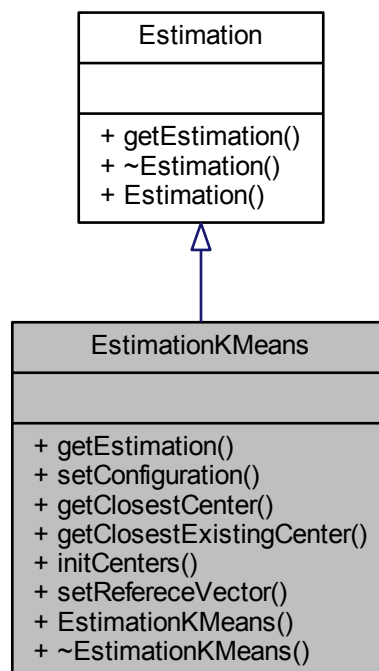 Estimation
+ getEstimation()
+ ~Estimation()
+ Estimation()
EstimationKMeans
+ getEstimation()
+ setConfiguration()
+ getClosestCenter()
+ getClosestExistingCenter()
+ initCenters()
+ setRefereceVector()
+ EstimationKMeans()
+ ~EstimationKMeans()